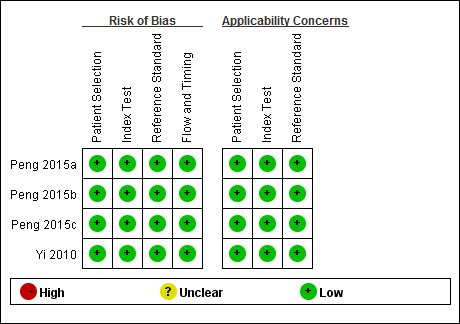 Risk of Bias Applicability Concerns
Patient Selection
Index Test
Reference Standard
Flow and Timing
Patient Selection
Index Test
Reference Standard
Peng 2015a + + + + + + +
Peng 2015b + + + + + + +
Peng 2015c + + + + + + +
Yi 2010 + + + + + + +
– High ? Unclear + Low